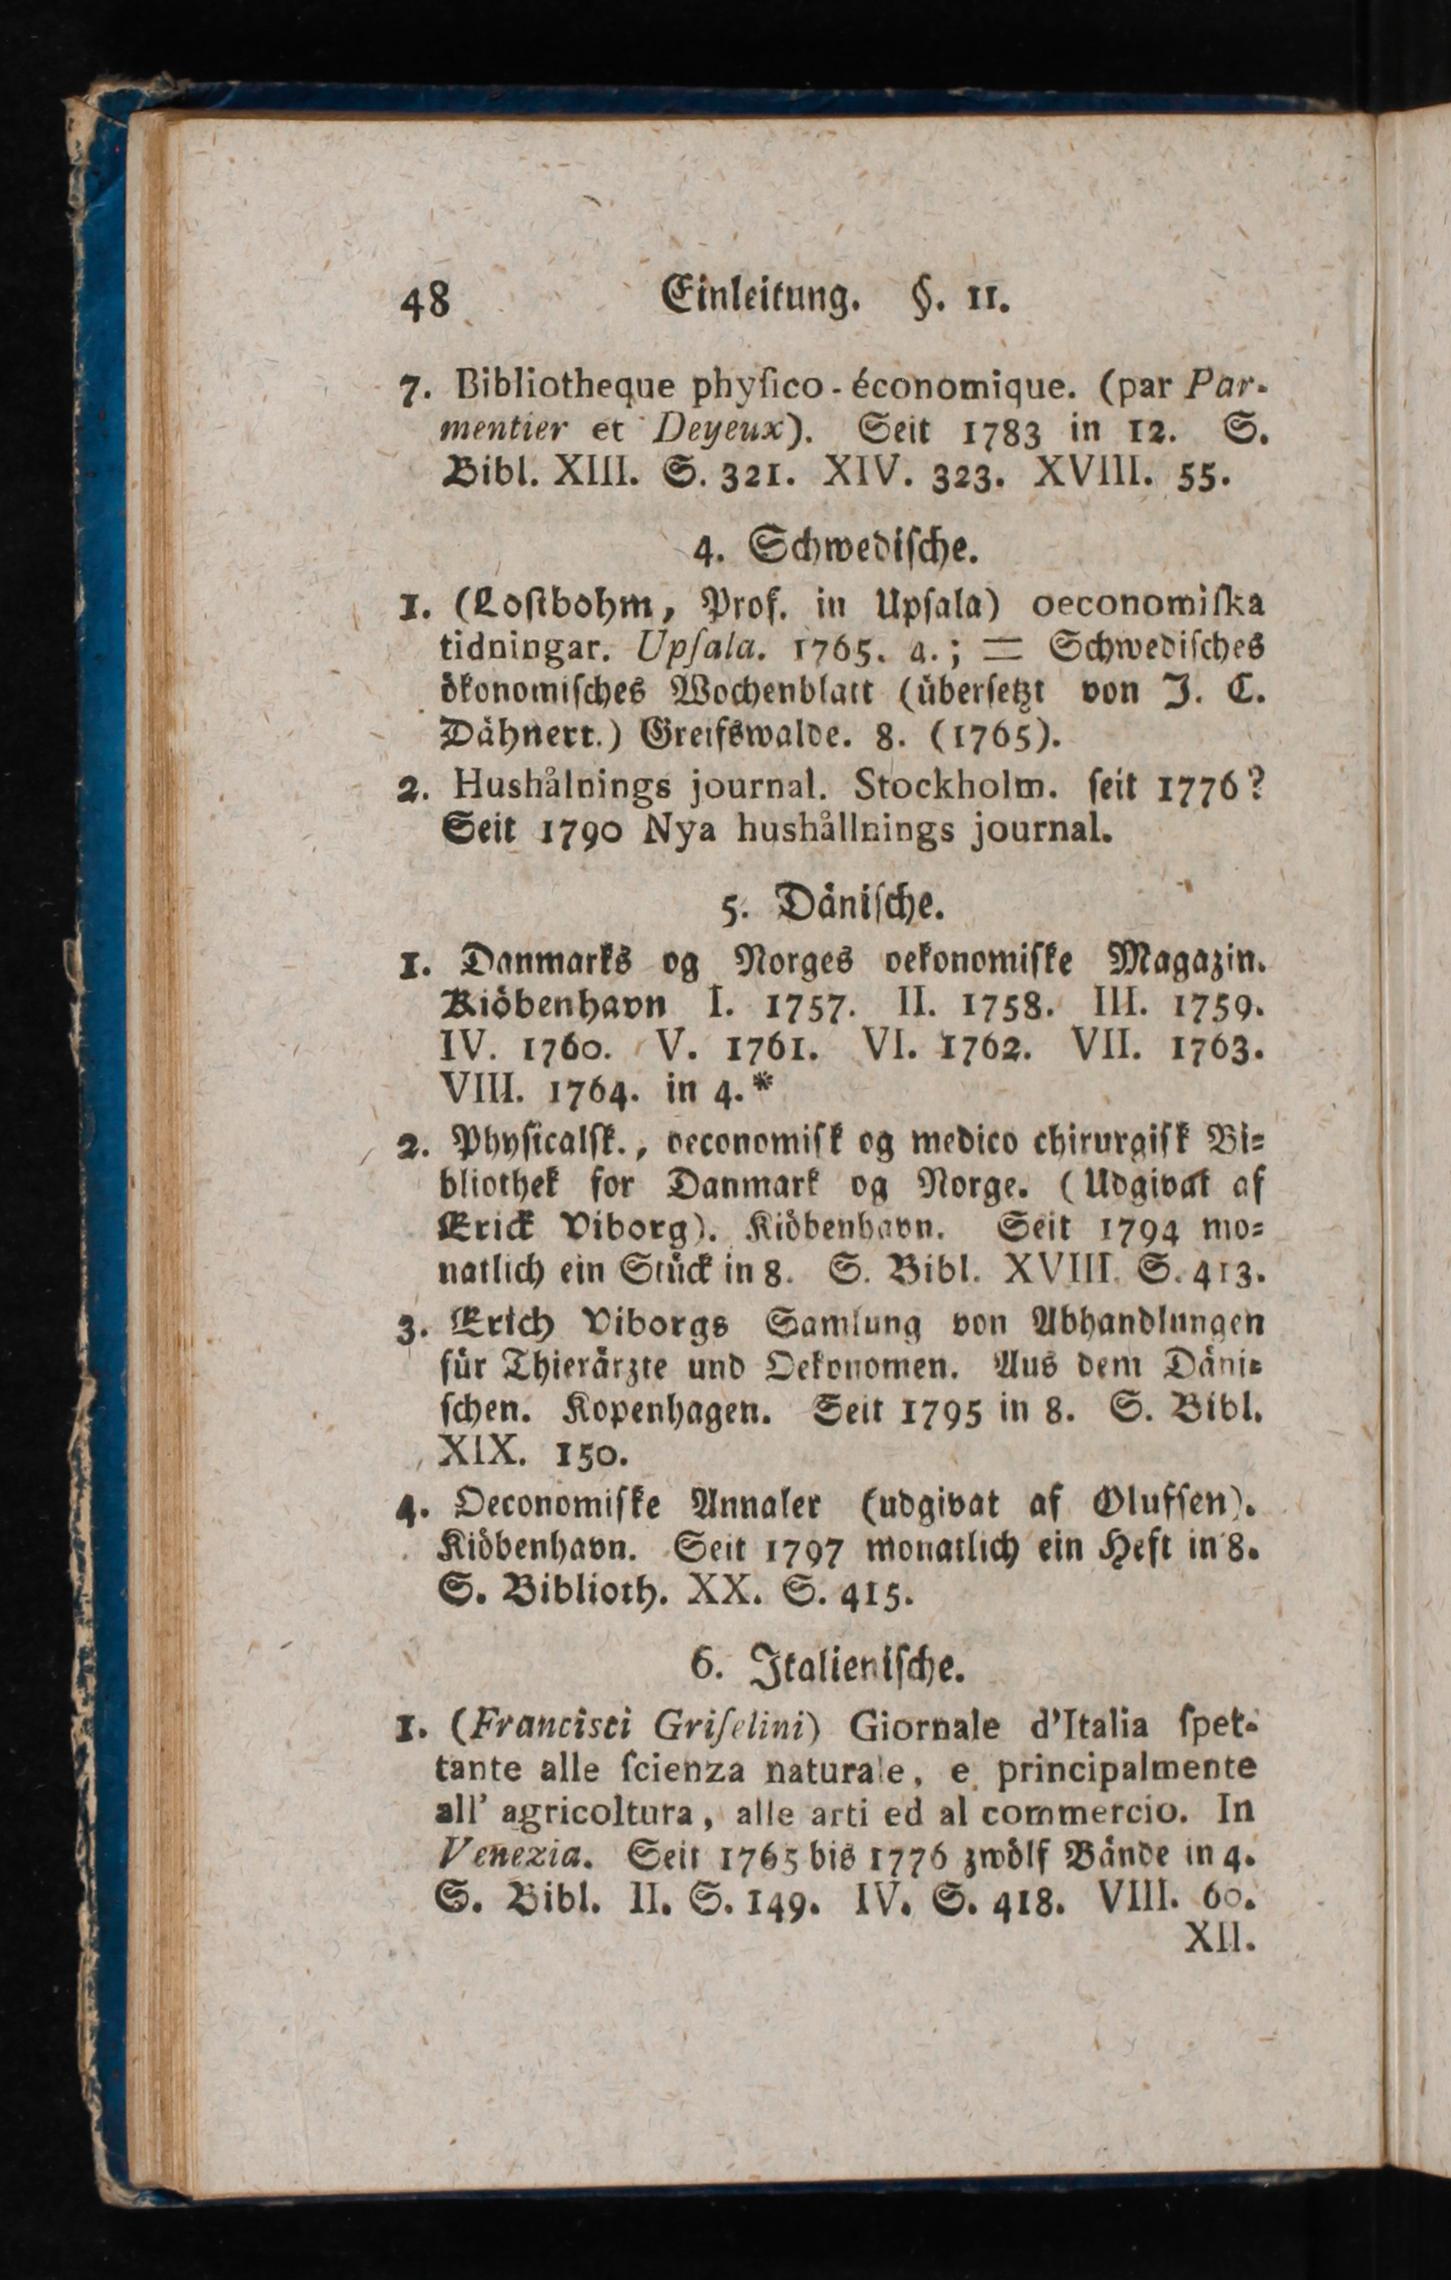 48 Einleitung. §. 11.
7. Bibliotheque phyſico-économique. (par Par-
mentier et Deyeux). Seit 1783 in 12. S.
Bibl. XIII. S. 321. XIV. 323. XVIII. 55.
4. Schwediſche.
1. (Loſtbohm, Prof. in Upſala) oeconomiſka
tidningar. Upſala. 1765. 4.; = Schwediſches
ökonomiſches Wochenblatt (überſetzt von J. C.
Dähnert.) Greifswalde. 8. (1765).
2. Hushålnings journal. Stockholm. ſeit 1776?
Seit 1790 Nya hushållnings journal.
5. Däniſche.
1. Danmarks og Norges oekonomiſke Magazin.
Kiöbenhavn I. 1757. II. 1758. III. 1759.
IV. 1760. V. 1761. VI. 1762. VII. 1763.
VIII. 1764. in 4.*
2. Phyſicalſk., oeconomiſk og medico chirurgiſk Bi=
bliothek for Danmark og Norge. (Udgivat af
Erick Viborg). Kiöbenhavn. Seit 1794 mo=
natlich ein Stück in 8. S. Bibl. XVIII. S. 413.
3. Erich Viborgs Samlung von Abhandlungen
für Thierärzte und Oekonomen. Aus dem Däni=
ſchen. Kopenhagen. Seit 1795 in 8. S. Bibl.
XIX. 150.
4. Oeconomiſke Annaler (udgivat af Olufſen).
Kiöbenhavn. Seit 1797 monatlich ein Heft in 8.
S. Biblioth. XX. S. 415.
6. Italieniſche.
1. (Francisci Griſelini) Giornale d'Italia ſpet-
tante alle ſcienza naturale, e principalmente
all' agricoltura, alle arti ed al commercio. In
Venezia. Seit 1765 bis 1776 zwölf Bände in 4.
S. Bibl. II. S. 149. IV. S. 418. VIII. 60.
XII.